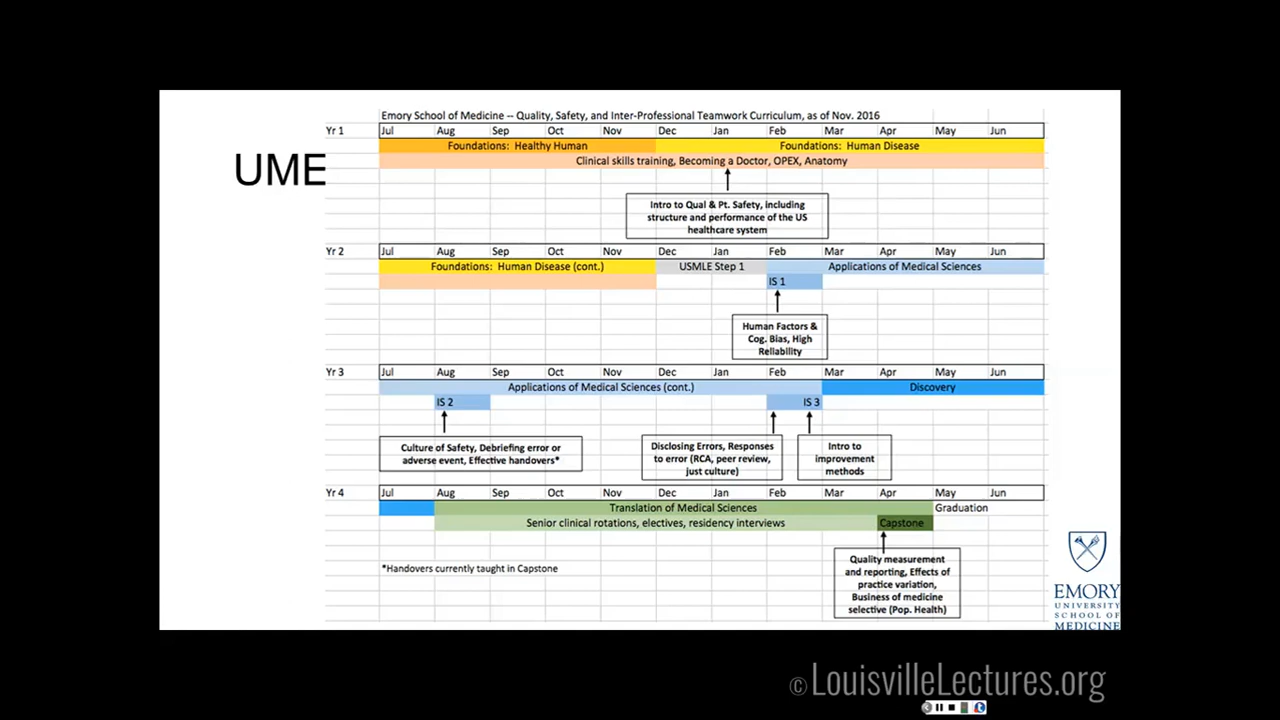 Emory School of Medicine -- Quality, Safety, and Inter-Professional Teamwork Curriculum, as of Nov. 2016
Yr 1 Jul Aug Sep Oct Nov Dec Jan Feb Mar Apr May Jun
Foundations: Healthy Human Foundations: Human Disease
Clinical skills training, Becoming a Doctor, OPEX, Anatomy
UME
Intro to Qual & Pt. Safety, including
structure and performance of the US
healthcare system
Yr 2 Jul Aug Sep Oct Nov Dec Jan Feb Mar Apr May Jun
Foundations: Human Disease (cont.) USMLE Step 1 Applications of Medical Sciences
IS 1
Human Factors &
Cog. Bias, High
Reliability
Yr 3 Jul Aug Sep Oct Nov Dec Jan Feb Mar Apr May Jun
Applications of Medical Sciences (cont.) Discovery
IS 2 IS 3
Culture of Safety, Debriefing error or
adverse event, Effective handovers*
Disclosing Errors, Responses
to error (RCA, peer review,
just culture)
Intro to
improvement
methods
Yr 4 Jul Aug Sep Oct Nov Dec Jan Feb Mar Apr May Jun
Translation of Medical Sciences Graduation
Senior clinical rotations, electives, residency interviews Capstone
Quality measurement
and reporting, Effects of
practice variation,
Business of medicine
selective (Pop. Health)
*Handovers currently taught in Capstone
EMORY
UNIVERSITY
SCHOOL OF
MEDICINE
© LouisvilleLectures.org